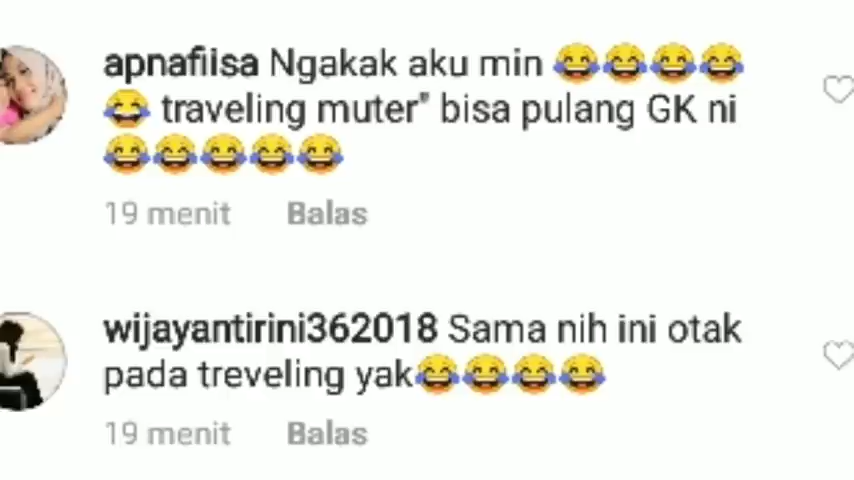 apnafiisa Ngakak aku min 😂😂😂😂
😂 traveling muter" bisa pulang GK ni
😂😂😂😂😂
19 menit Balas
wijayantirini362018 Sama nih ini otak
pada treveling yak😂😂😂😂
19 menit Balas